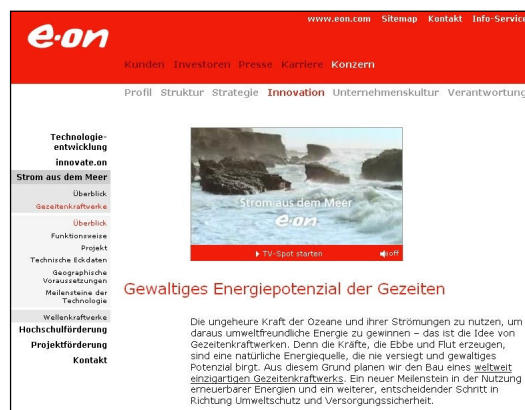 www.eon.com Sitemap Kontakt Info-Service
e·on
Kunden Investoren Presse Karriere Konzern
Profil Struktur Strategie Innovation Unternehmenskultur Verantwortung
Technologie-
entwicklung
innovate.on
Strom aus dem Meer
Überblick
Gezeitenkraftwerke
Überblick
Funktionsweise
Projekt
Technische Eckdaten
Geographische
Voraussetzungen
Meilensteine der
Technologie
Wellenkraftwerke
Hochschulförderung
Projektförderung
Kontakt
Strom aus dem Meer
e·on
TV-Spot starten off
Gewaltiges Energiepotenzial der Gezeiten
Die ungeheure Kraft der Ozeane und ihrer Strömungen zu nutzen, um
daraus umweltfreundliche Energie zu gewinnen – das ist die Idee von
Gezeitenkraftwerken. Denn die Kräfte, die Ebbe und Flut erzeugen,
sind eine natürliche Energiequelle, die nie versiegt und gewaltiges
Potenzial birgt. Aus diesem Grund planen wir den Bau eines weltweit
einzigartigen Gezeitenkraftwerks. Ein neuer Meilenstein in der Nutzung
erneuerbarer Energien und ein weiterer, entscheidender Schritt in
Richtung Umweltschutz und Versorgungssicherheit.